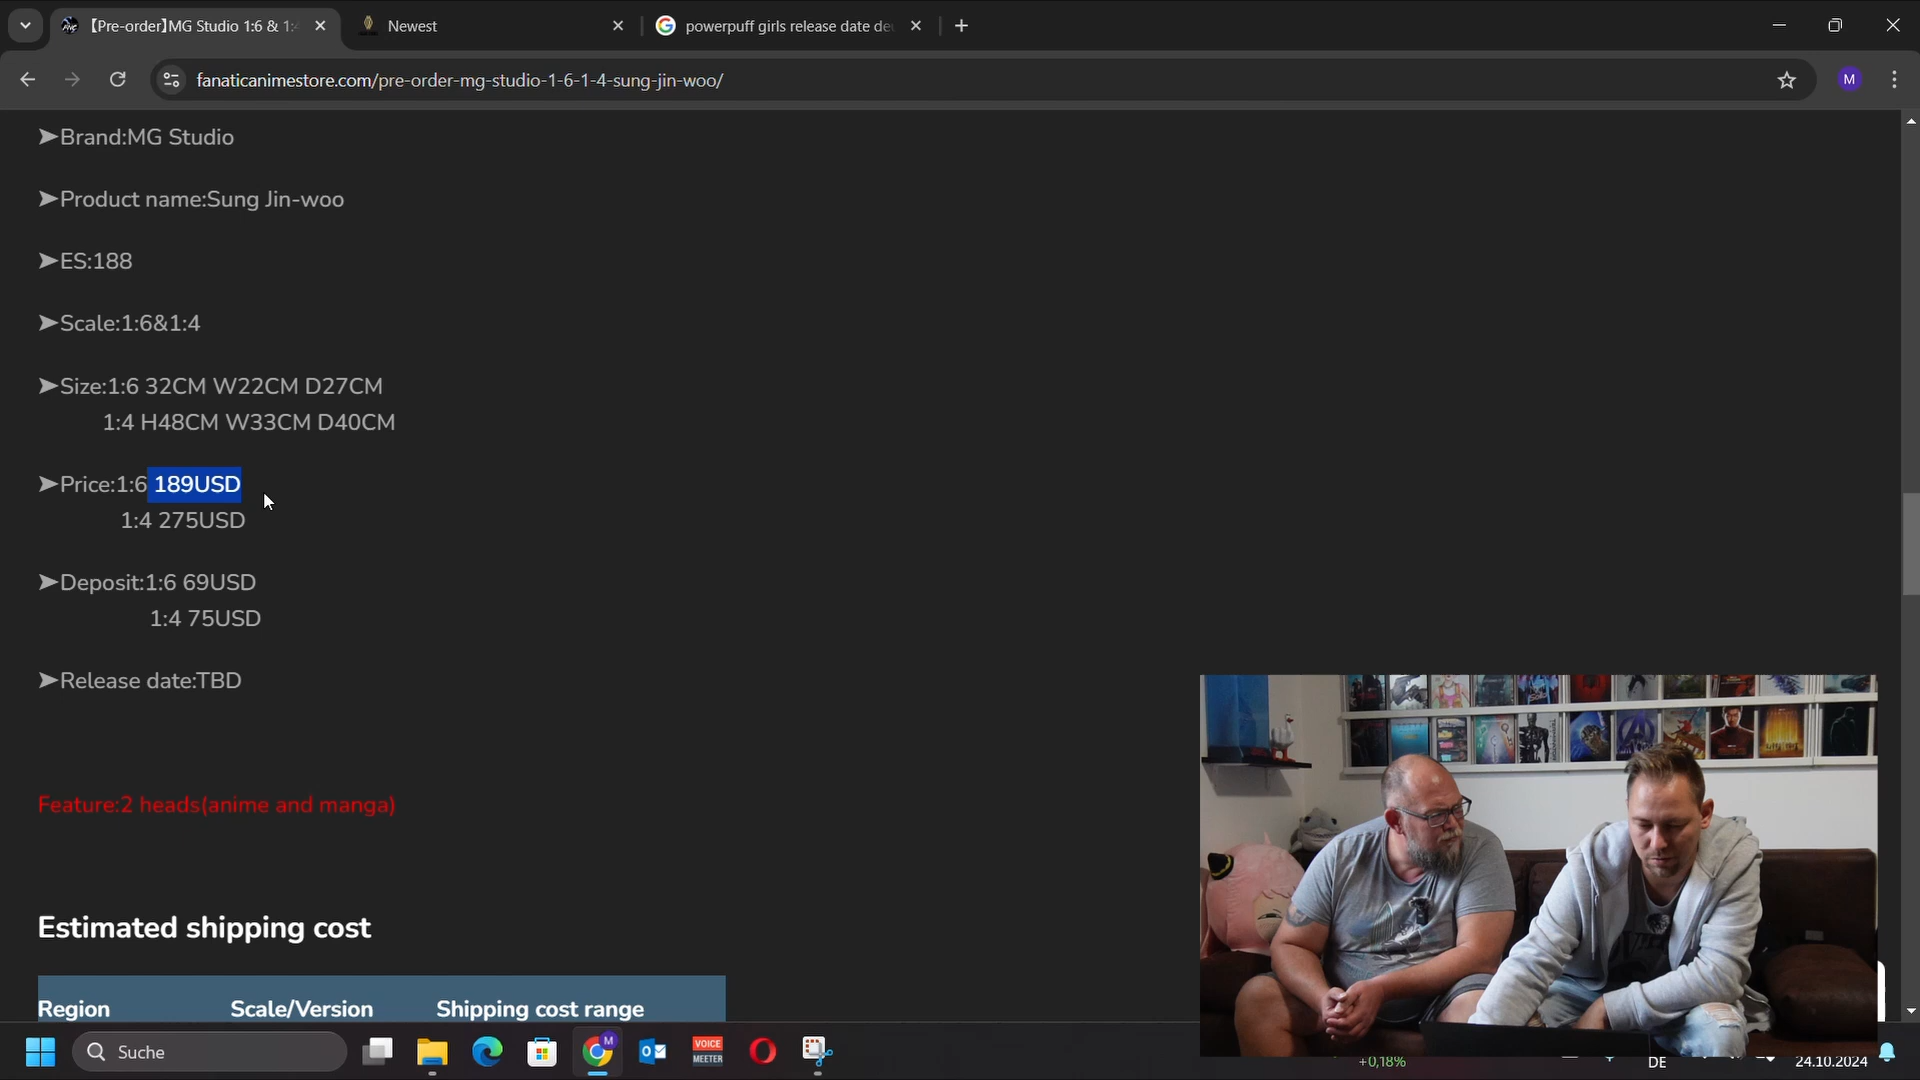 【Pre-order】MG Studio 1:6 & 1:4
Newest
powerpuff girls release date de
fanaticanimestore.com/pre-order-mg-studio-1-6-1-4-sung-jin-woo/
M
➤Brand:MG Studio
➤Product name:Sung Jin-woo
➤ES:188
➤Scale:1:6&1:4
➤Size:1:6 32CM W22CM D27CM
1:4 H48CM W33CM D40CM
➤Price:1:6 189USD
1:4 275USD
➤Deposit:1:6 69USD
1:4 75USD
➤Release date:TBD
Feature:2 heads(anime and manga)
Estimated shipping cost
Region Scale/Version Shipping cost range
Suche
M
VOICE
MEETER
+0,18%
DE
24.10.2024